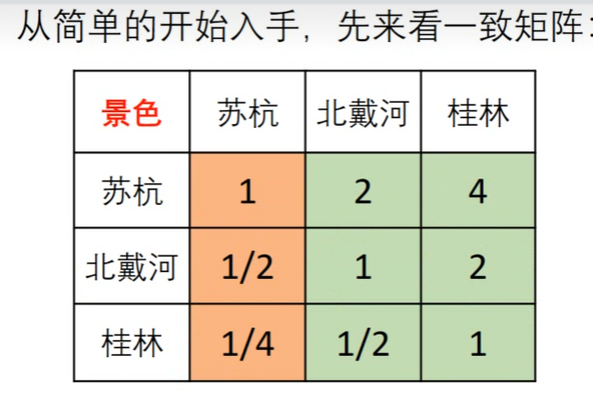 从简单的开始入手，先来看一致矩阵：
景色 苏杭 北戴河 桂林
苏杭 1 2 4
北戴河 1/2 1 2
桂林 1/4 1/2 1